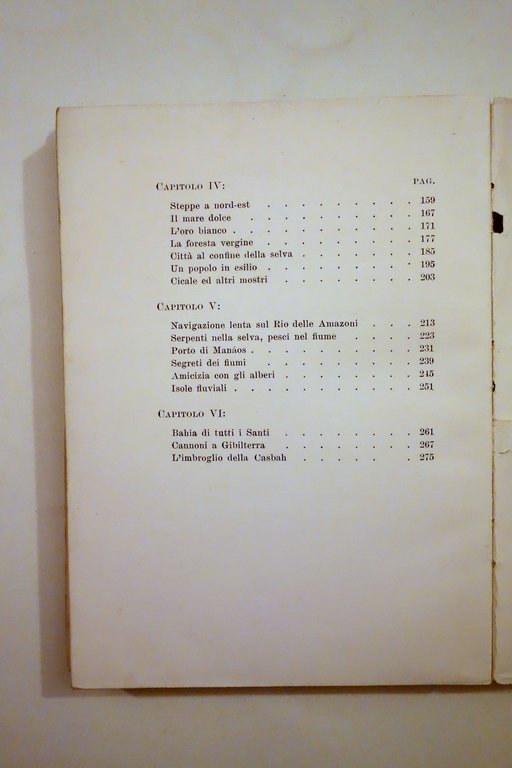 CAPITOLO IV: PAG.
Steppe a nord-est . . . . . . . . . 159
Il mare dolce . . . . . . . . . . 167
L'oro bianco . . . . . . . . . . . 171
La foresta vergine . . . . . . . . . 177
Città al confine della selva . . . . . . . 185
Un popolo in esilio . . . . . . . . . 195
Cicale ed altri mostri . . . . . . . . 203
CAPITOLO V:
Navigazione lenta sul Rio delle Amazoni . . . 213
Serpenti nella selva, pesci nel fiume . . . . 223
Porto di Manáos . . . . . . . . . . 231
Segreti dei fiumi . . . . . . . . . 239
Amicizia con gli alberi . . . . . . . . 245
Isole fluviali . . . . . . . . . . . 251
CAPITOLO VI:
Bahia di tutti i Santi . . . . . . . . 261
Cannoni a Gibilterra . . . . . . . . 267
L'imbroglio della Casbah . . . . . . . 275